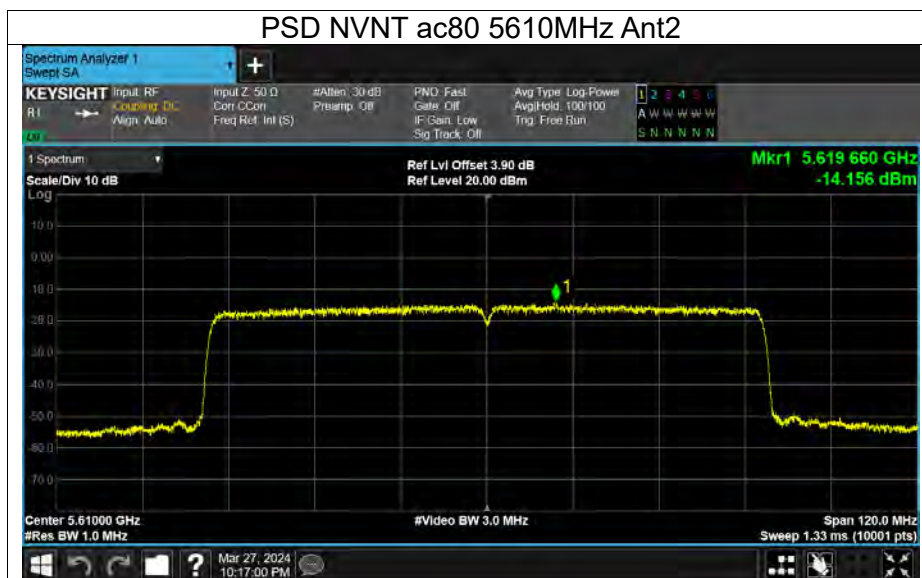 PSD NVNT ac80 5610MHz Ant2
Spectrum Analyzer 1
Swept SA
KEYSIGHT Input: RF Input Z: 50 Ω #Atten: 30 dB PNO: Fast Avg Type: Log-Power 1 2 3 4 5 6
Coupling: DC Corr CCorr Preamp: Off Gate: Off Avg|Hold: 100/100 A W W W W W
Align: Auto Freq Ref: Int (S) IF Gain: Low Trig: Free Run
Sig Track: Off S N N N N N
1 Spectrum Ref Lvl Offset 3.90 dB Mkr1 5.619 660 GHz
Scale/Div 10 dB Ref Level 20.00 dBm -14.156 dBm
Log
10.0
0.00
-10.0
1
-20.0
-30.0
-40.0
-50.0
-60.0
-70.0
Center 5.61000 GHz #Video BW 3.0 MHz Span 120.0 MHz
#Res BW 1.0 MHz Sweep 1.33 ms (10001 pts)
Mar 27, 2024
10:17:00 PM